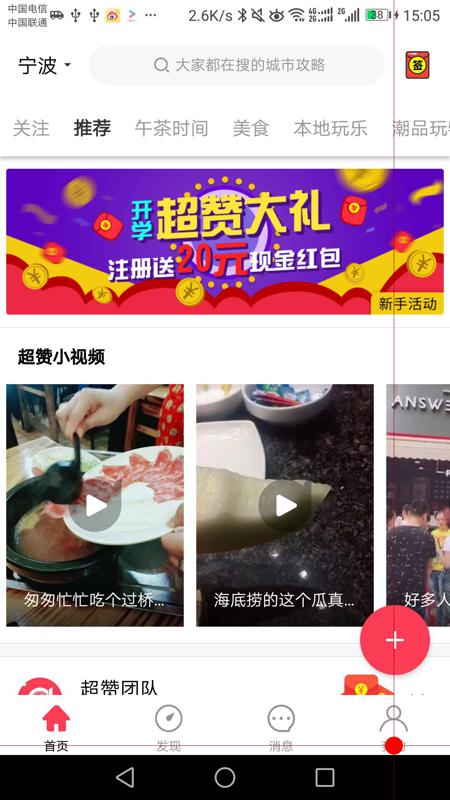 中国电信
中国联通
2.6K/s
4G
2G
2G
38
15:05
宁波
大家都在搜的城市攻略
签
关注 推荐 午茶时间 美食 本地玩乐 潮品玩
开学
超赞大礼
注册送20元现金红包
新手活动
超赞小视频
ANSWE
匆匆忙忙吃个过桥...
海底捞的这个瓜真...
好多人
超赞团队
首页 发现 消息